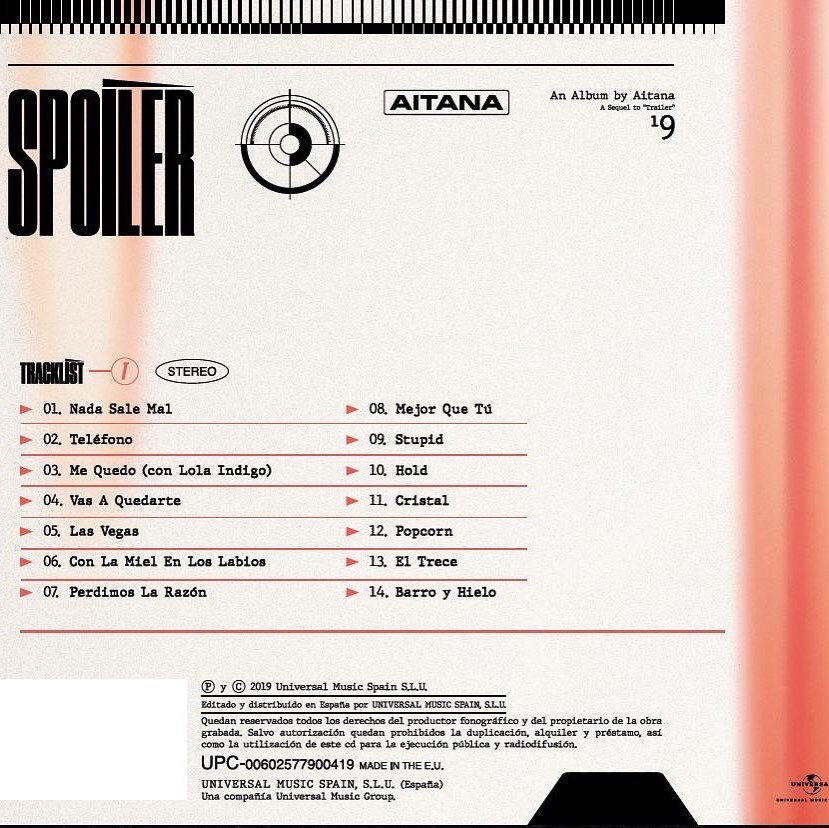 SPOILER
AITANA
An Album by Aitana
A Sequel to "Trailer"
19
TRACKLIST
T
STEREO
01. Nada Sale Mal
02. Teléfono
03. Me Quedo (con Lola Indigo)
04. Vas A Quedarte
05. Las Vegas
06. Con La Miel En Los Labios
07. Perdimos La Razón
08. Mejor Que Tú
09. Stupid
10. Hold
11. Cristal
12. Popcorn
13. El Trece
14. Barro y Hielo
Ⓟ y Ⓒ 2019 Universal Music Spain S.L.U.
Editado y distribuido en España por UNIVERSAL MUSIC SPAIN, S.L.U.
Quedan reservados todos los derechos del productor fonográfico y del propietario de la obra
grabada. Salvo autorización quedan prohibidos la duplicación, alquiler y préstamo, así
como la utilización de este cd para la ejecución pública y radiodifusión.
UPC-00602577900419 MADE IN THE E.U.
UNIVERSAL MUSIC SPAIN, S.L.U. (España)
Una compañía Universal Music Group.
UNIVERSA
UNIVERSAL MUSIC